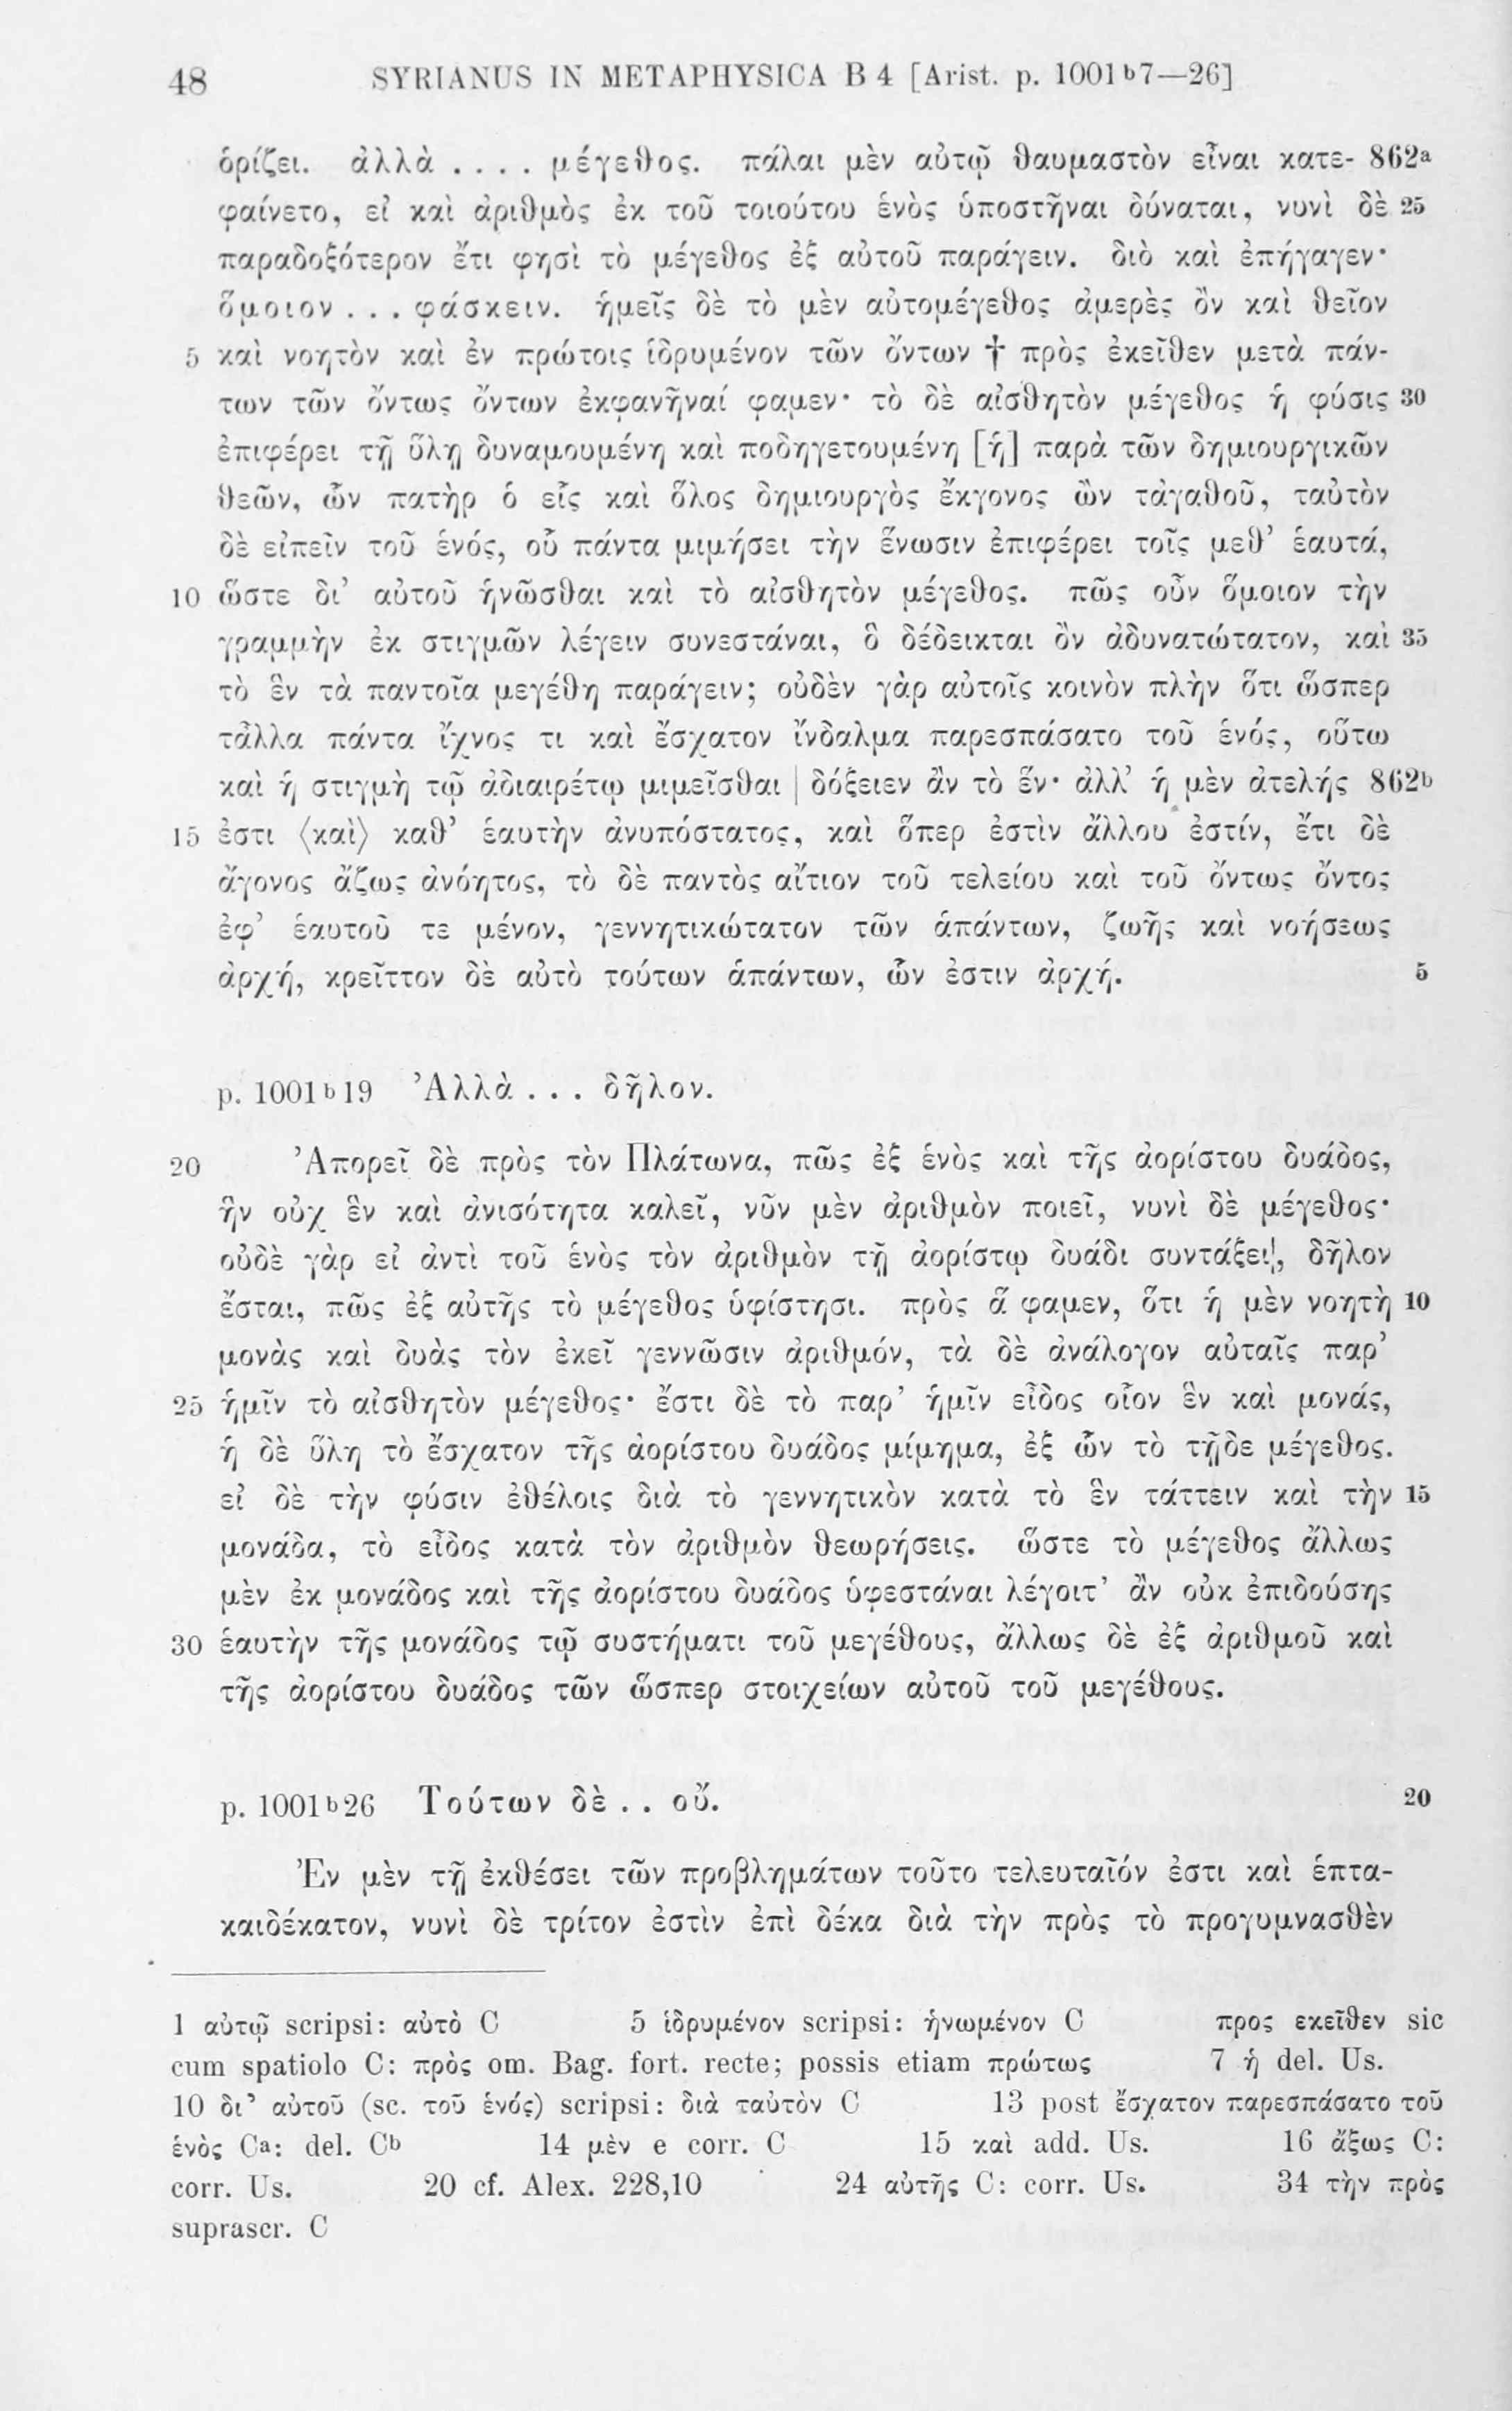 48 SYRIANUS IN METAPHYSICA B 4 [Arist. p. 1001ᵇ7—26]
ὁρίζει. ἀλλὰ . . . . μέγεθος. πάλαι μὲν αὐτῷ θαυμαστὸν εἶναι κατε- 862ᵃ
φαίνετο, εἰ καὶ ἀριθμὸς ἐκ τοῦ τοιούτου ἑνὸς ὑποστῆναι δύναται, νυνὶ δὲ 25
παραδοξότερον ἔτι φησὶ τὸ μέγεθος ἐξ αὐτοῦ παράγειν. διὸ καὶ ἐπήγαγεν·
ὅμοιον . . . φάσκειν. ἡμεῖς δὲ τὸ μὲν αὐτομέγεθος ἀμερὲς ὂν καὶ θεῖον
5 καὶ νοητὸν καὶ ἐν πρώτοις ἱδρυμένον τῶν ὄντων † πρὸς ἐκεῖθεν μετὰ πάν-
των τῶν ὄντως ὄντων ἐκφανῆναί φαμεν· τὸ δὲ αἰσθητὸν μέγεθος ἡ φύσις 30
ἐπιφέρει τῇ ὕλῃ δυναμουμένη καὶ ποδηγετουμένη [ἡ] παρὰ τῶν δημιουργικῶν
θεῶν, ὧν πατὴρ ὁ εἷς καὶ ὅλος δημιουργὸς ἔκγονος ὢν τἀγαθοῦ, ταὐτὸν
δὲ εἰπεῖν τοῦ ἑνός, οὗ πάντα μιμήσει τὴν ἕνωσιν ἐπιφέρει τοῖς μεθ’ ἑαυτά,
10 ὥστε δι’ αὐτοῦ ἡνῶσθαι καὶ τὸ αἰσθητὸν μέγεθος. πῶς οὖν ὅμοιον τὴν
γραμμὴν ἐκ στιγμῶν λέγειν συνεστάναι, ὃ δέδεικται ὂν ἀδυνατώτατον, καὶ 35
τὸ ἓν τὰ παντοῖα μεγέθη παράγειν; οὐδὲν γὰρ αὐτοῖς κοινὸν πλὴν ὅτι ὥσπερ
τἆλλα πάντα ἴχνος τι καὶ ἔσχατον ἴνδαλμα παρεσπάσατο τοῦ ἑνός, οὕτω
καὶ ἡ στιγμὴ τῷ ἀδιαιρέτῳ μιμεῖσθαι | δόξειεν ἂν τὸ ἕν· ἀλλ’ ἡ μὲν ἀτελής 862ᵇ
15 ἐστι ⟨καὶ⟩ καθ’ ἑαυτὴν ἀνυπόστατος, καὶ ὅπερ ἐστὶν ἄλλου ἐστίν, ἔτι δὲ
ἄγονος ἄζως ἀνόητος, τὸ δὲ παντὸς αἴτιον τοῦ τελείου καὶ τοῦ ὄντως ὄντος
ἐφ’ ἑαυτοῦ τε μένον, γεννητικώτατον τῶν ἁπάντων, ζωῆς καὶ νοήσεως
ἀρχή, κρεῖττον δὲ αὐτὸ τούτων ἁπάντων, ὧν ἐστιν ἀρχή. 5
p. 1001ᵇ19 Ἀλλὰ . . . δῆλον.
20 Ἀπορεῖ δὲ πρὸς τὸν Πλάτωνα, πῶς ἐξ ἑνὸς καὶ τῆς ἀορίστου δυάδος,
ἣν οὐχ ἓν καὶ ἀνισότητα καλεῖ, νῦν μὲν ἀριθμὸν ποιεῖ, νυνὶ δὲ μέγεθος·
οὐδὲ γὰρ εἰ ἀντὶ τοῦ ἑνὸς τὸν ἀριθμὸν τῇ ἀορίστῳ δυάδι συντάξει, δῆλον
ἔσται, πῶς ἐξ αὐτῆς τὸ μέγεθος ὑφίστησι. πρὸς ἅ φαμεν, ὅτι ἡ μὲν νοητὴ 10
μονὰς καὶ δυὰς τὸν ἐκεῖ γεννῶσιν ἀριθμόν, τὰ δὲ ἀνάλογον αὐταῖς παρ’
25 ἡμῖν τὸ αἰσθητὸν μέγεθος· ἔστι δὲ τὸ παρ’ ἡμῖν εἶδος οἷον ἓν καὶ μονάς,
ἡ δὲ ὕλη τὸ ἔσχατον τῆς ἀορίστου δυάδος μίμημα, ἐξ ὧν τὸ τῇδε μέγεθος.
εἰ δὲ τὴν φύσιν ἐθέλοις διὰ τὸ γεννητικὸν κατὰ τὸ ἓν τάττειν καὶ τὴν 15
μονάδα, τὸ εἶδος κατὰ τὸν ἀριθμὸν θεωρήσεις. ὥστε τὸ μέγεθος ἄλλως
μὲν ἐκ μονάδος καὶ τῆς ἀορίστου δυάδος ὑφεστάναι λέγοιτ’ ἂν οὐκ ἐπιδούσης
30 ἑαυτὴν τῆς μονάδος τῷ συστήματι τοῦ μεγέθους, ἄλλως δὲ ἐξ ἀριθμοῦ καὶ
τῆς ἀορίστου δυάδος τῶν ὥσπερ στοιχείων αὐτοῦ τοῦ μεγέθους.
p. 1001ᵇ26 Τούτων δὲ . . οὔ. 20
Ἐν μὲν τῇ ἐκθέσει τῶν προβλημάτων τοῦτο τελευταῖόν ἐστι καὶ ἑπτα-
καιδέκατον, νυνὶ δὲ τρίτον ἐστὶν ἐπὶ δέκα διὰ τὴν πρὸς τὸ προγυμνασθὲν
1 αὐτῷ scripsi: αὐτὸ C 5 ἱδρυμένον scripsi: ἡνωμένον C προς εκεῖθεν sic
cum spatiolo C: πρὸς om. Bag. fort. recte; possis etiam πρώτως 7 ἡ del. Us.
10 δι’ αὐτοῦ (sc. τοῦ ἑνός) scripsi: διὰ ταὐτὸν C 13 post ἔσχατον παρεσπάσατο τοῦ
ἑνὸς Cᵃ: del. Cᵇ 14 μὲν e corr. C 15 καὶ add. Us. 16 ἄξως C:
corr. Us. 20 cf. Alex. 228,10 24 αὐτῆς C: corr. Us. 34 τὴν πρὸς
suprascr. C